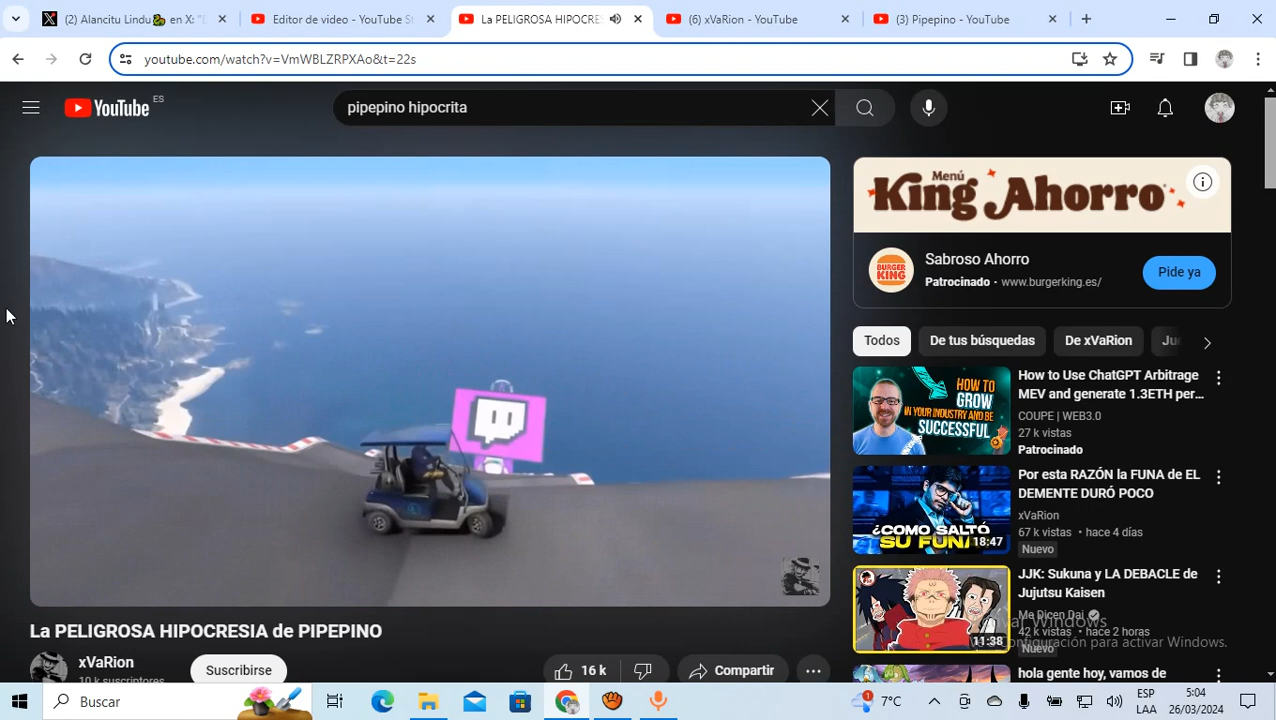 (2) Alancitu Lindu en X: "
Editor de video - YouTube St
La PELIGROSA HIPOCRES
(6) xVaRion - YouTube
(3) Pipepino - YouTube
youtube.com/watch?v=VmWBLZRPXAo&t=22s
YouTube ES
pipepino hipocrita
Menú
King Ahorro
BURGER
KING
Sabroso Ahorro
Patrocinado · www.burgerking.es/
Pide ya
Todos
De tus búsquedas
De xVaRion
HOW TO
GROW
IN YOUR INDUSTRY AND BE
SUCCESSFUL
How to Use ChatGPT Arbitrage
MEV and generate 1.3ETH per...
COUPE | WEB3.0
27 k vistas
Patrocinado
¿COMO SALTÓ
SU FUNA
18:47
Por esta RAZÓN la FUNA de EL
DEMENTE DURÓ POCO
xVaRion
67 k vistas · hace 4 días
Nuevo
11:38
JJK: Sukuna y LA DEBACLE de
Jujutsu Kaisen
Me Dicen Dai
42 k vistas · hace 2 horas
Nuevo
Windows
configuración para activar Windows.
hola gente hoy, vamos de
La PELIGROSA HIPOCRESIA de PIPEPINO
xVaRion
Suscribirse
16 k
Compartir
Buscar
7°C
ESP
LAA
5:04
26/03/2024